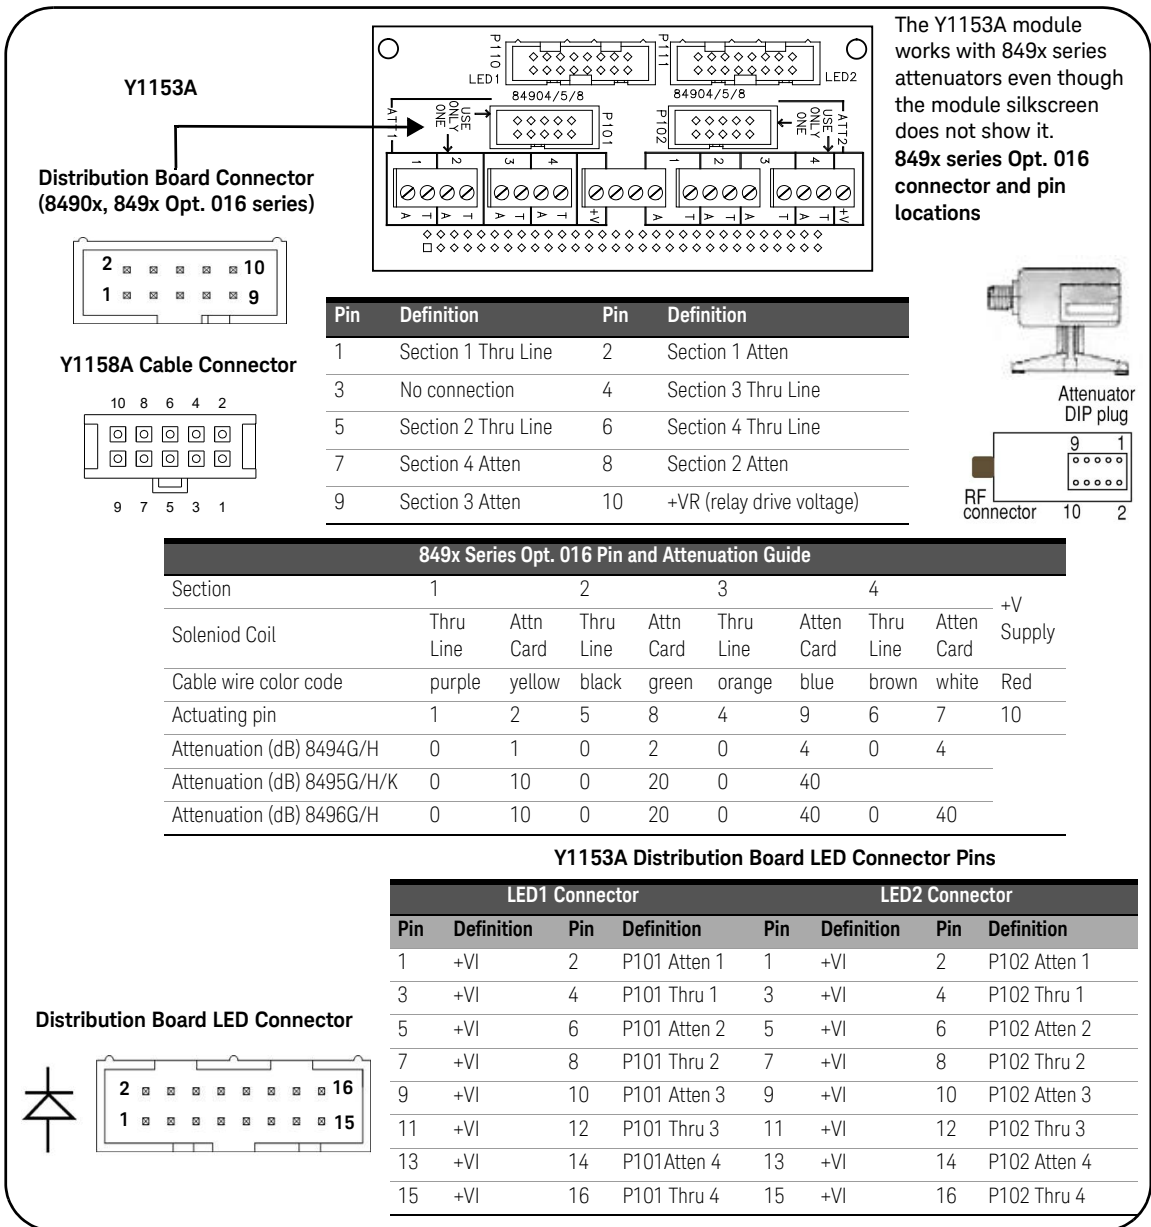 The Y1153A module
works with 849x series
attenuators even though
the module silkscreen
does not show it.
849x series Opt. 016
connector and pin
locations
Y1153A
P110
P111
LED1
LED2
84904/5/8
84904/5/8
ATT1
USE ONLY ONE
P101
P102
USE ONLY ONE
ATT2
1 2 3 4 1 2 3 4
A T A T A T A T +V A T A T A T A T +V
Distribution Board Connector
(8490x, 849x Opt. 016 series)
2 10
1 9
Y1158A Cable Connector
10 8 6 4 2
9 7 5 3 1
Pin Definition Pin Definition
1 Section 1 Thru Line 2 Section 1 Atten
3 No connection 4 Section 3 Thru Line
5 Section 2 Thru Line 6 Section 4 Thru Line
7 Section 4 Atten 8 Section 2 Atten
9 Section 3 Atten 10 +VR (relay drive voltage)
Attenuator
DIP plug
9 1
RF
connector
10 2
849x Series Opt. 016 Pin and Attenuation Guide
Section 1 2 3 4 +V Supply
Soleniod Coil Thru Line Attn Card Thru Line Attn Card Thru Line Atten Card Thru Line Atten Card
Cable wire color code purple yellow black green orange blue brown white Red
Actuating pin 1 2 5 8 4 9 6 7 10
Attenuation (dB) 8494G/H 0 1 0 2 0 4 0 4
Attenuation (dB) 8495G/H/K 0 10 0 20 0 40
Attenuation (dB) 8496G/H 0 10 0 20 0 40 0 40
Y1153A Distribution Board LED Connector Pins
LED1 Connector LED2 Connector
Pin Definition Pin Definition Pin Definition Pin Definition
1 +VI 2 P101 Atten 1 1 +VI 2 P102 Atten 1
3 +VI 4 P101 Thru 1 3 +VI 4 P102 Thru 1
5 +VI 6 P101 Atten 2 5 +VI 6 P102 Atten 2
7 +VI 8 P101 Thru 2 7 +VI 8 P102 Thru 2
9 +VI 10 P101 Atten 3 9 +VI 10 P102 Atten 3
11 +VI 12 P101 Thru 3 11 +VI 12 P102 Thru 3
13 +VI 14 P101Atten 4 13 +VI 14 P102 Atten 4
15 +VI 16 P101 Thru 4 15 +VI 16 P102 Thru 4
Distribution Board LED Connector
2 16
1 15